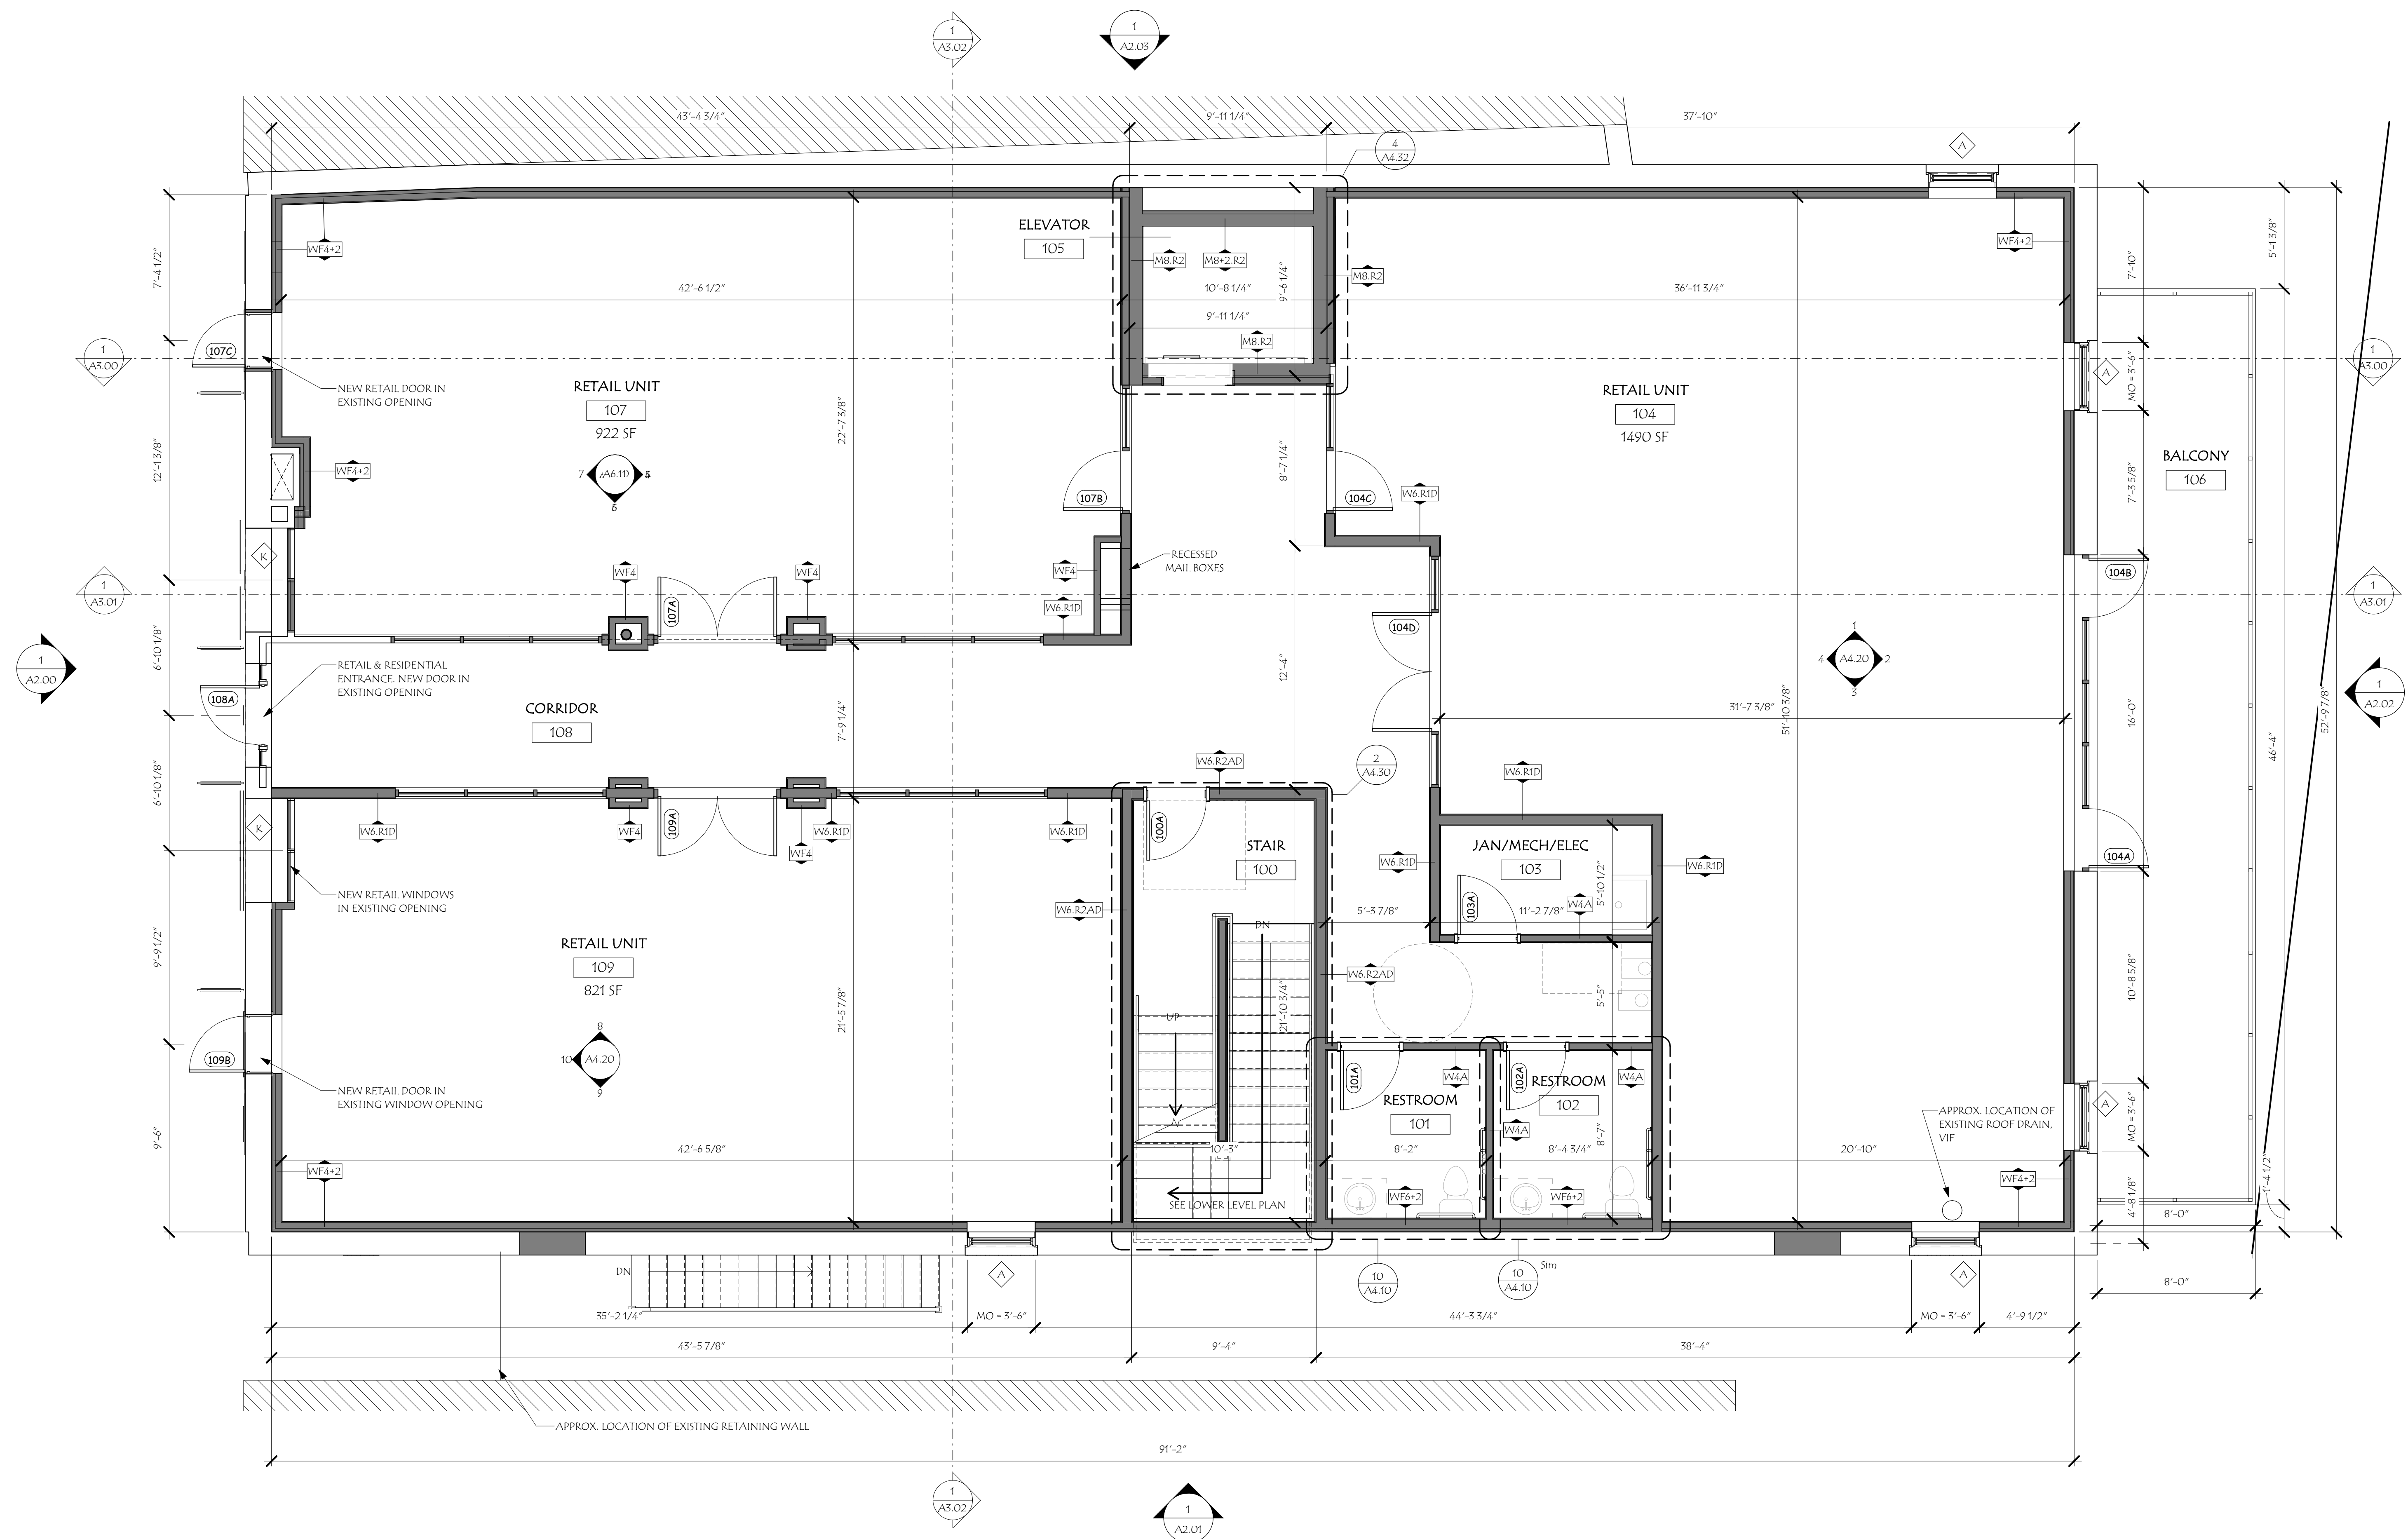 1
A3.02
1
A2.03
43'-4 3/4"
9'-11 1/4"
37'-10"
4
A4.32
A
ELEVATOR
105
WF4+2
M8.R2
M8+2.R2
M8.R2
WF4+2
7'-4 1/2"
42'-6 1/2"
10'-8 1/4"
9'-6 1/4"
36'-11 3/4"
9'-11 1/4"
M8.R2
7'-10"
5'-1 3/8"
1
A3.00
107C
NEW RETAIL DOOR IN
EXISTING OPENING
RETAIL UNIT
107
922 SF
22'-7 3/8"
RETAIL UNIT
104
1490 SF
A
MO = 3'-6"
1
A3.00
12'-1 3/8"
WF4+2
7
A6.11
5
107B
8'-7 1/4"
104C
W6.R1D
7'-3 5/8"
BALCONY
106
K
RECESSED
MAIL BOXES
WF4
WF4
WF4
W6.R1D
107A
104B
1
A3.01
1
A3.01
6'-10 1/8"
104D
1
4
A4.20
2
3
1
A2.00
RETAIL & RESIDENTIAL
ENTRANCE. NEW DOOR IN
EXISTING OPENING
108A
CORRIDOR
108
7'-9 1/4"
12'-4"
31'-7 3/8"
51'-10 3/8"
16'-0"
46'-4"
52'-9 7/8"
1
A2.02
6'-10 1/8"
W6.R2AD
2
A4.30
W6.R1D
K
W6.R1D
WF4
109A
WF4
W6.R1D
W6.R1D
100A
STAIR
100
W6.R1D
JAN/MECH/ELEC
103
5'-10 1/2"
W6.R1D
104A
NEW RETAIL WINDOWS
IN EXISTING OPENING
W6.R2AD
5'-3 7/8"
103A
11'-2 7/8"
W4A
DN
9'-9 1/2"
RETAIL UNIT
109
821 SF
21'-5 7/8"
W6.R2AD
21'-10 3/4"
5'-5"
10'-8 5/8"
UP
8
10
A4.20
9
109B
NEW RETAIL DOOR IN
EXISTING WINDOW OPENING
9'-6"
101A
W4A
102A
W4A
RESTROOM
101
RESTROOM
102
W4A
8'-7"
A
MO = 3'-6"
APPROX. LOCATION OF
EXISTING ROOF DRAIN,
VIF
42'-6 5/8"
10'-3"
8'-2"
8'-4 3/4"
20'-10"
WF4+2
WF6+2
WF6+2
WF4+2
SEE LOWER LEVEL PLAN
4'-8 1/8"
1'-4 1/2"
8'-0"
DN
A
10
A4.10
10
A4.10
Sim
A
8'-0"
35'-2 1/4"
MO = 3'-6"
44'-3 3/4"
MO = 3'-6"
4'-9 1/2"
43'-5 7/8"
9'-4"
38'-4"
APPROX. LOCATION OF EXISTING RETAINING WALL
91'-2"
1
A3.02
1
A2.01